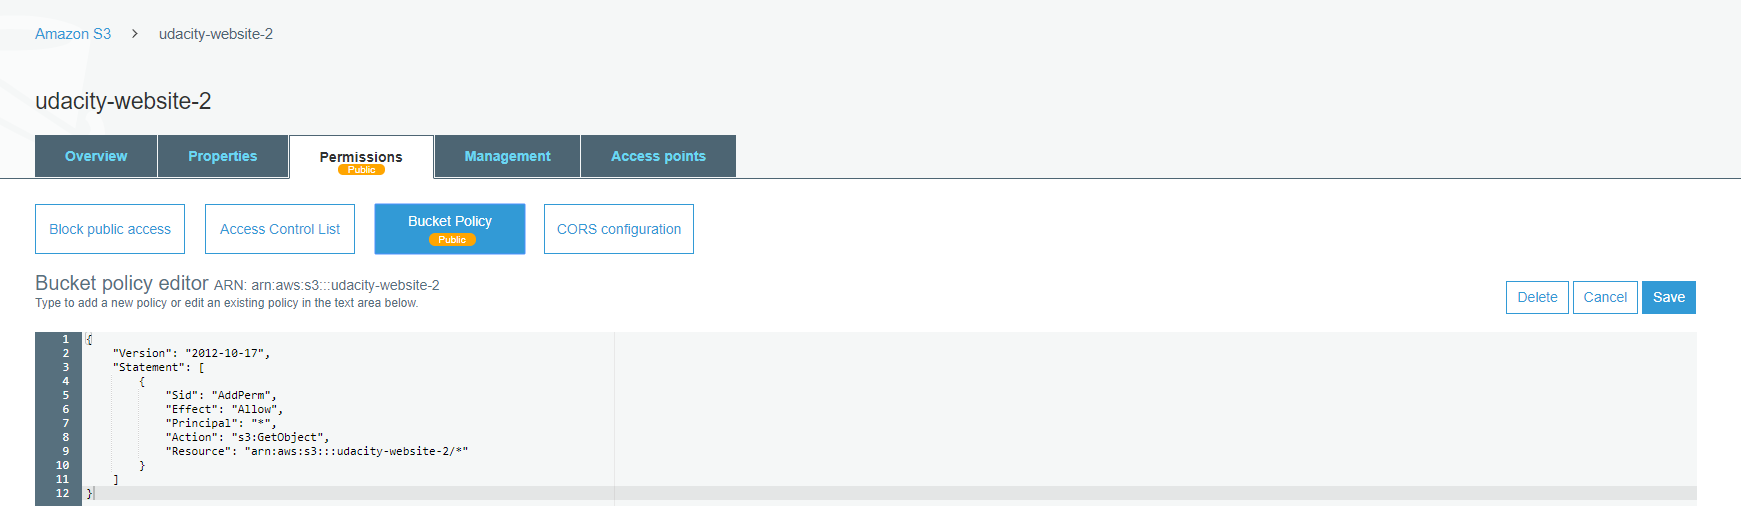 Amazon S3 > udacity-website-2
udacity-website-2
Overview Properties Permissions Management Access points
Public
Block public access Access Control List Bucket Policy CORS configuration
Public
Bucket policy editor ARN: arn:aws:s3:::udacity-website-2
Type to add a new policy or edit an existing policy in the text area below.
Delete Cancel Save
1 {
2 "Version": "2012-10-17",
3 "Statement": [
4 {
5 "Sid": "AddPerm",
6 "Effect": "Allow",
7 "Principal": "*",
8 "Action": "s3:GetObject",
9 "Resource": "arn:aws:s3:::udacity-website-2/*"
10 }
11 ]
12 }